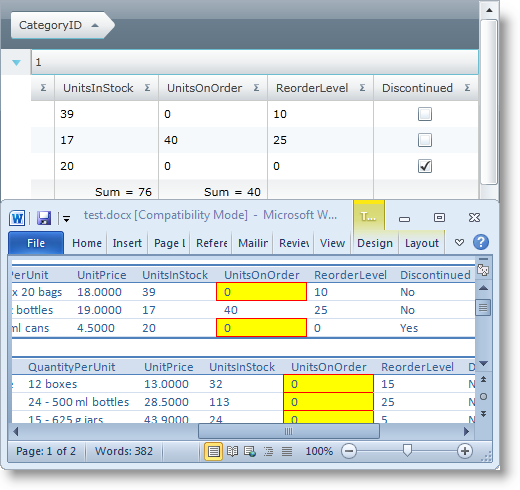 CategoryID
1
Σ UnitsInStock Σ UnitsOnOrder Σ ReorderLevel Σ Discontinued Σ
39 0 10
17 40 25
20 0 0
Sum = 76 Sum = 40
test.docx [Compatibility Mode] - Microsoft W... T...
File Home Insert Page L Refere Mailin Review View Design Layout
PerUnit UnitPrice UnitsInStock UnitsOnOrder ReorderLevel Discontinued
x 20 bags 18.0000 39 0 10 No
bottles 19.0000 17 40 25 No
ml cans 4.5000 20 0 0 Yes
QuantityPerUnit UnitPrice UnitsInStock UnitsOnOrder ReorderLevel D
12 boxes 13.0000 32 0 15 N
24 - 500 ml bottles 28.5000 113 0 25 N
15 - 625 g jars 43.9000 24 0 5 N
Page: 1 of 2 Words: 382 100%